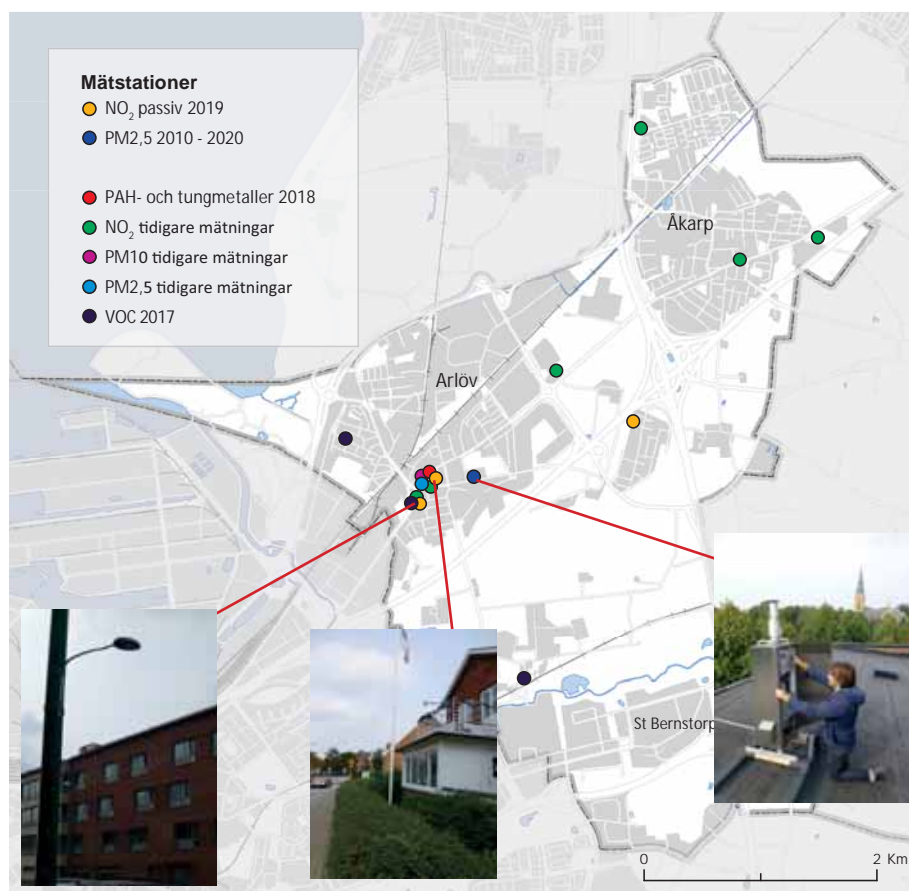 Mätstationer
NO₂ passiv 2019
PM2,5 2010 - 2020
PAH- och tungmetaller 2018
NO₂ tidigare mätningar
PM10 tidigare mätningar
PM2,5 tidigare mätningar
VOC 2017
Åkarp
Arlöv
St Bernstorp
0
2 Km